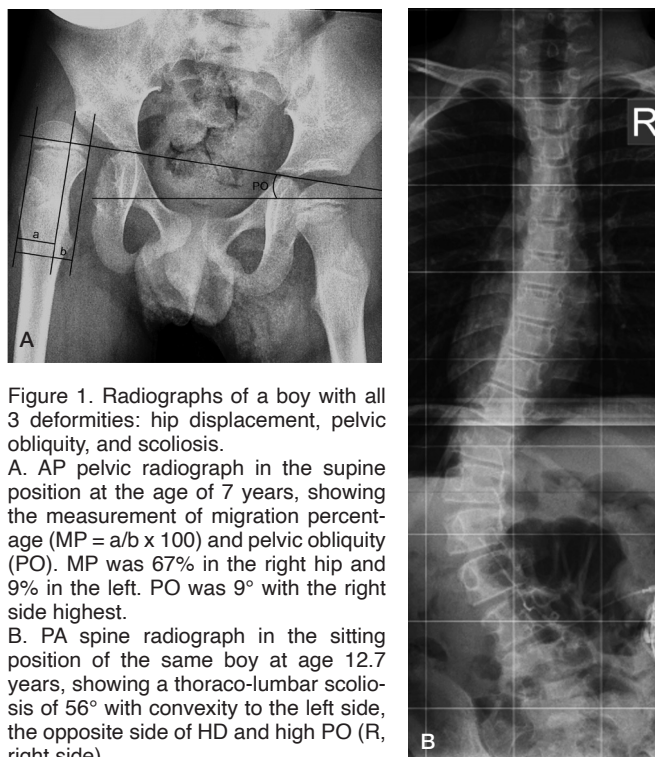 a
b
PO
A
R
B
Figure 1. Radiographs of a boy with all
3 deformities: hip displacement, pelvic
obliquity, and scoliosis.
A. AP pelvic radiograph in the supine
position at the age of 7 years, showing
the measurement of migration percent-
age (MP = a/b x 100) and pelvic obliquity
(PO). MP was 67% in the right hip and
9% in the left. PO was 9° with the right
side highest.
B. PA spine radiograph in the sitting
position of the same boy at age 12.7
years, showing a thoraco-lumbar scolio-
sis of 56° with convexity to the left side,
the opposite side of HD and high PO (R,
right side)